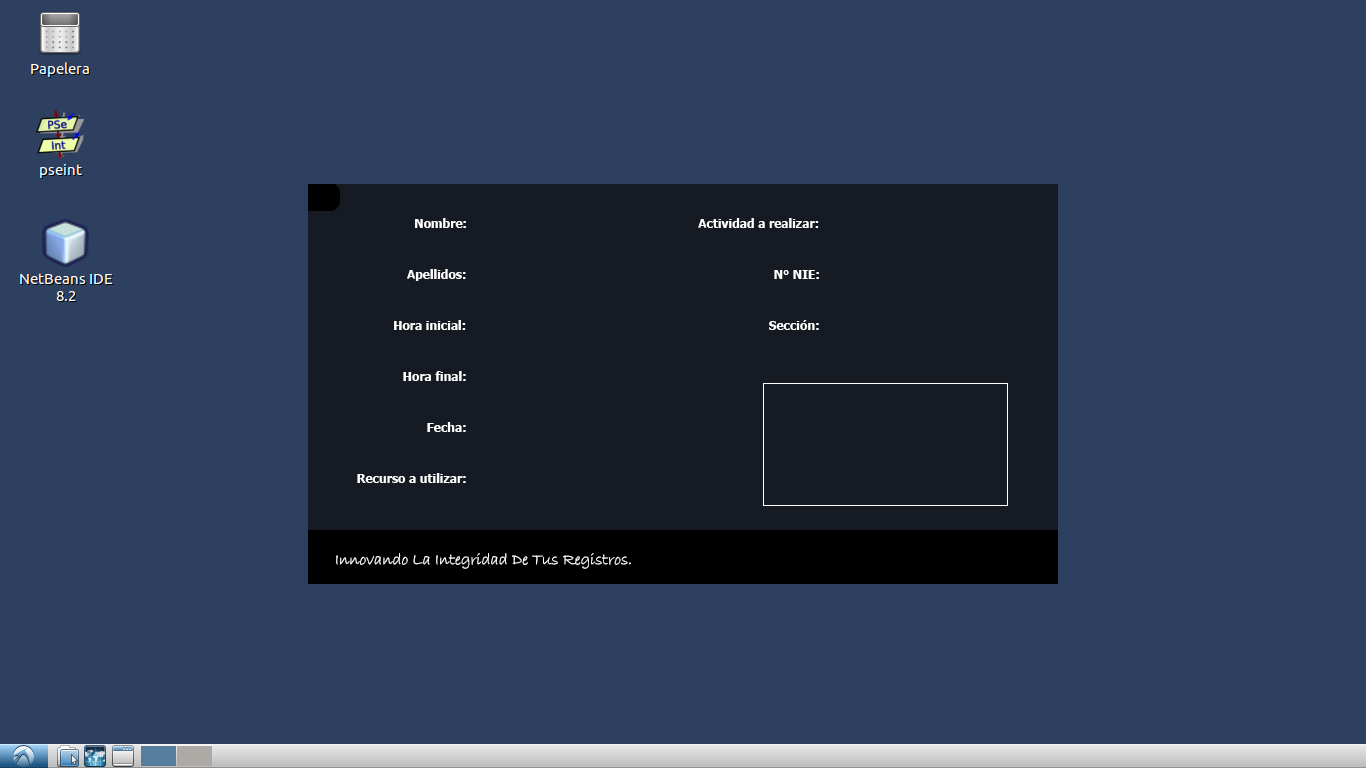 Papelera
PSe
Int
pseint
NetBeans IDE
8.2
Nombre:
Actividad a realizar:
Apellidos:
Nº NIE:
Hora inicial:
Sección:
Hora final:
Fecha:
Recurso a utilizar:
Innovando La Integridad De Tus Registros.